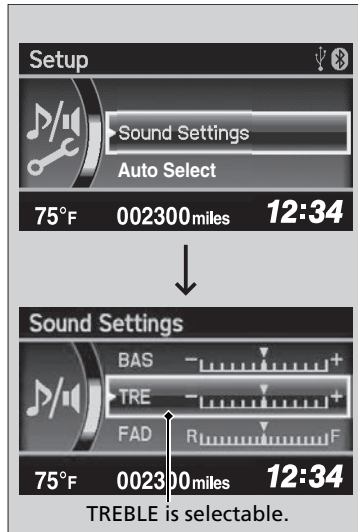 Setup
Sound Settings
Auto Select
75°F 002300 miles 12:34
Sound Settings
BAS - +
TRE - +
FAD R F
75°F 002300 miles 12:34
TREBLE is selectable.